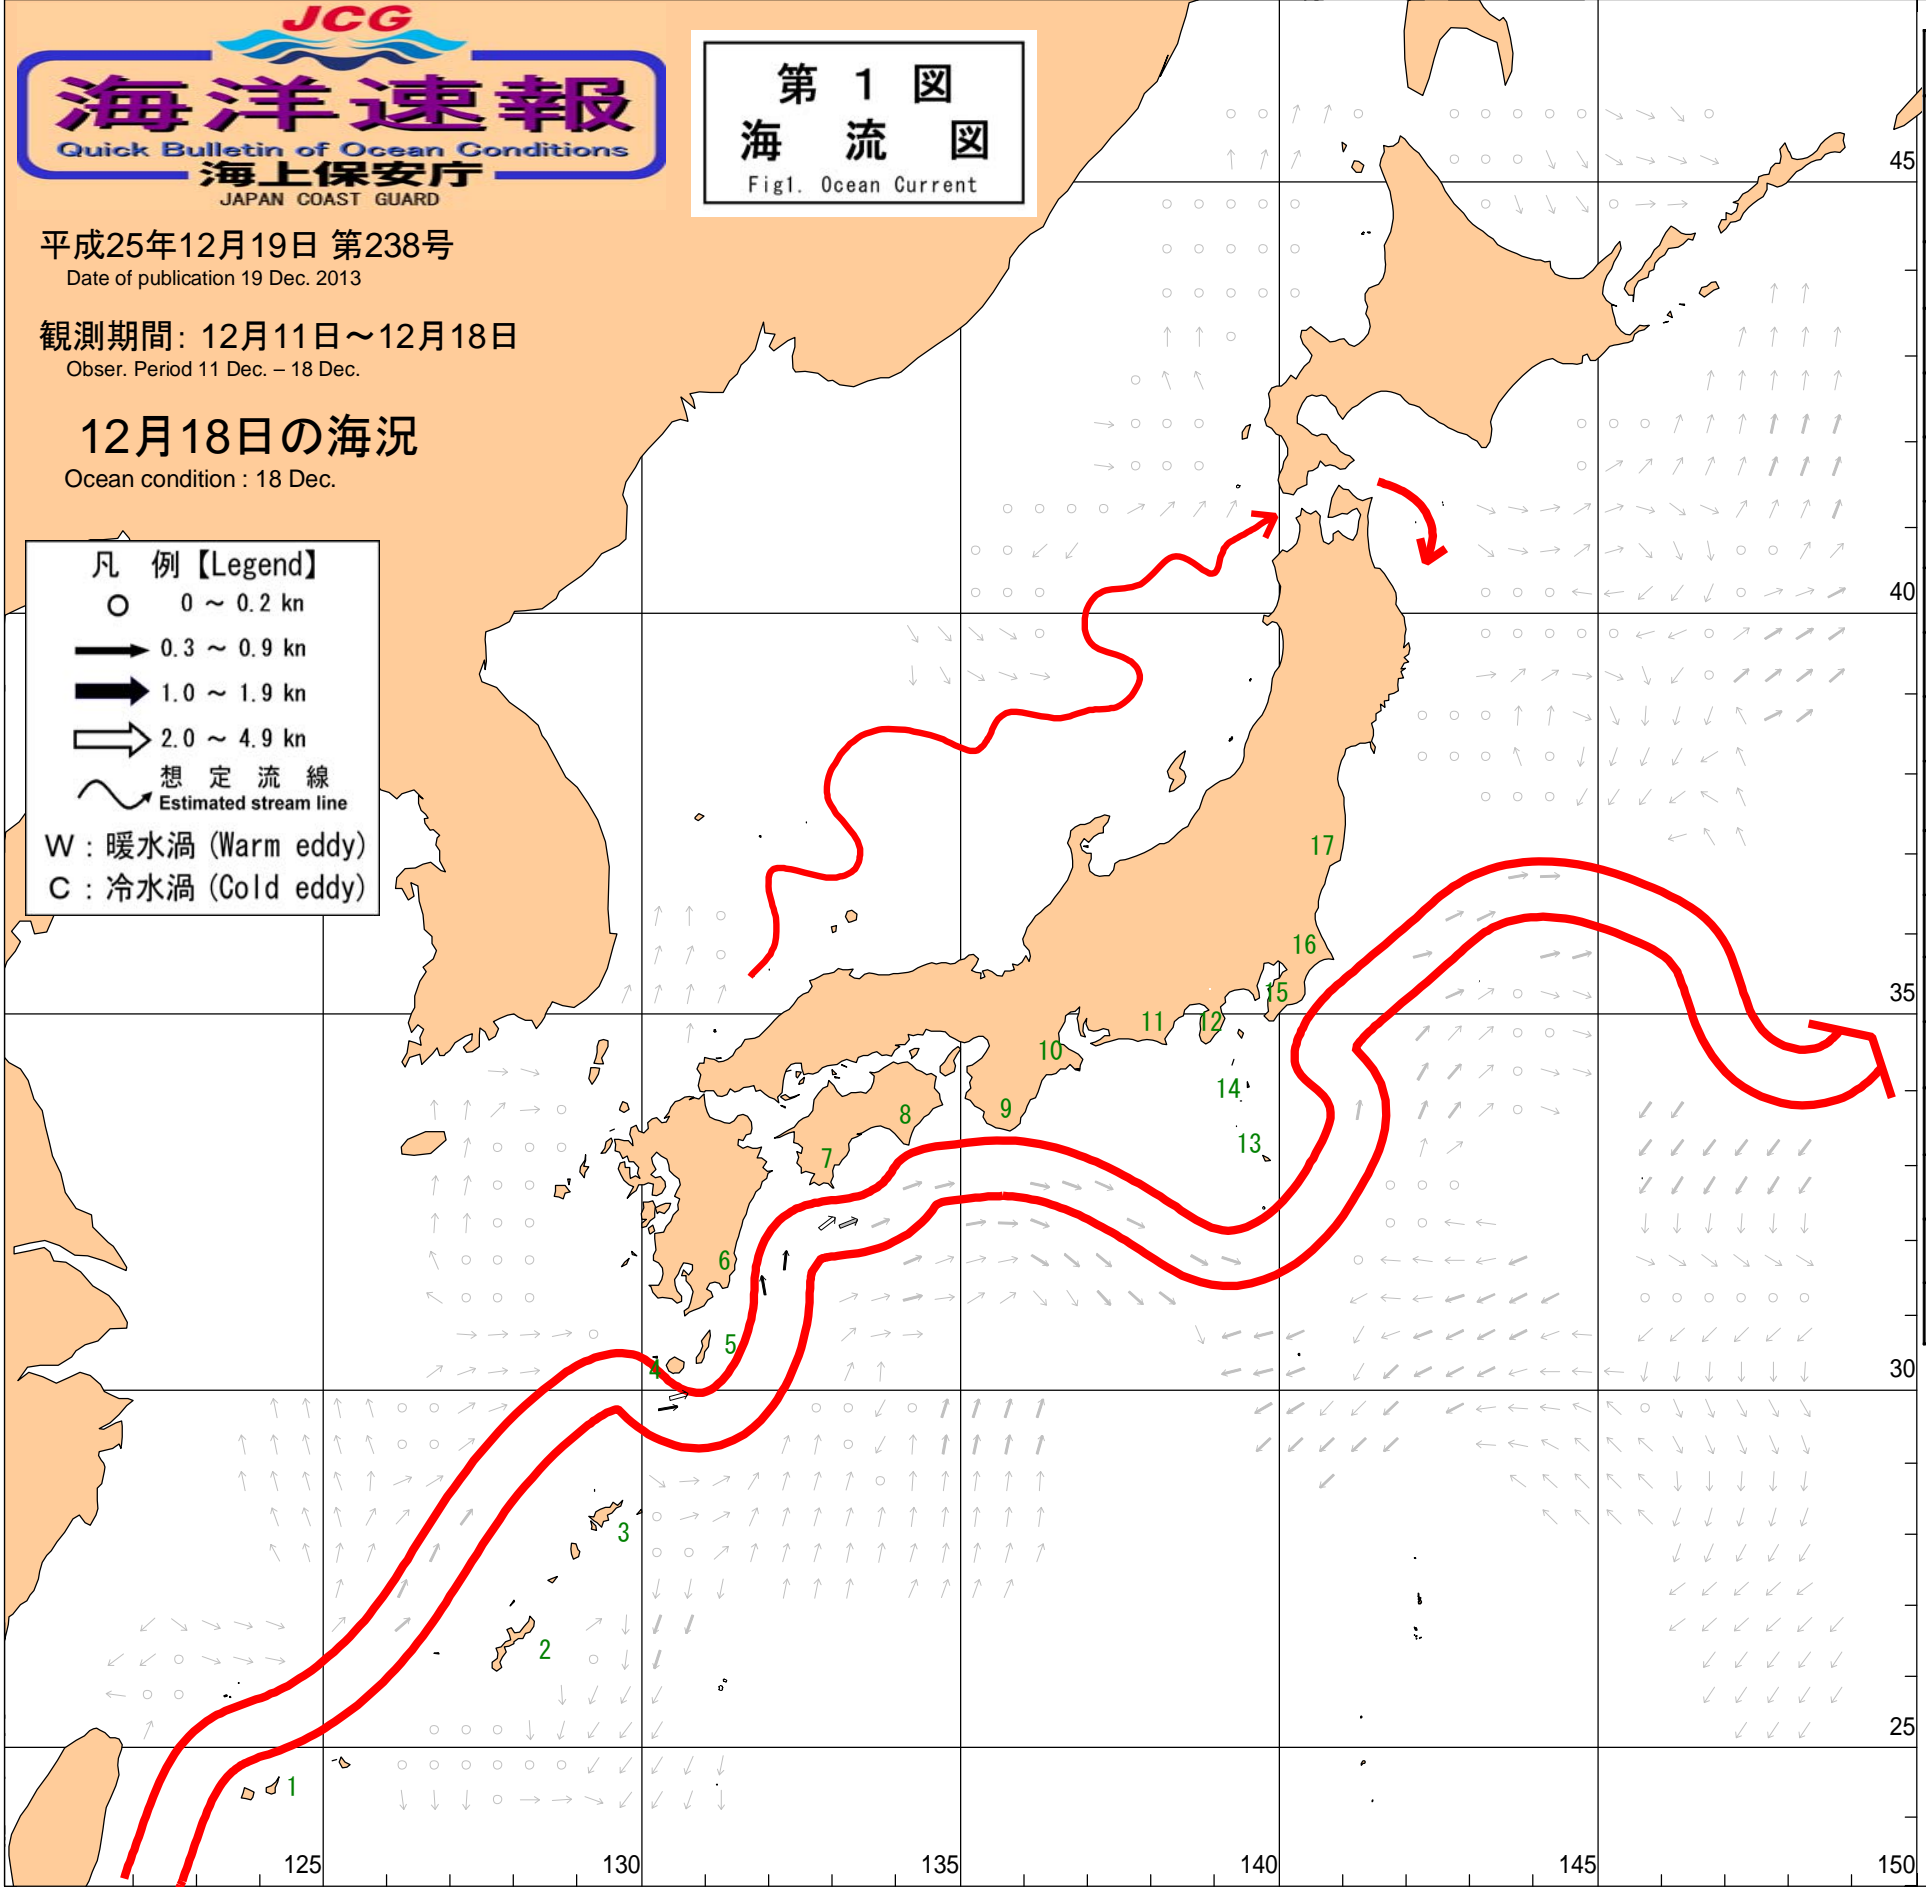 JCG
海洋速報
Quick Bulletin of Ocean Conditions
海上保安庁
JAPAN COAST GUARD
第 1 図
海 流 図
Fig1. Ocean Current
平成25年12月19日 第238号
Date of publication 19 Dec. 2013
観測期間: 12月11日～12月18日
Obser. Period 11 Dec. – 18 Dec.
12月18日の海況
Ocean condition : 18 Dec.
凡 例【Legend】
0 ～ 0.2 kn
0.3 ～ 0.9 kn
1.0 ～ 1.9 kn
2.0 ～ 4.9 kn
想 定 流 線
Estimated stream line
W : 暖水渦 (Warm eddy)
C : 冷水渦 (Cold eddy)
45
40
35
30
25
17
16
15
11
12
10
14
9
8
13
7
6
5
4
3
2
1
125
130
135
140
145
150